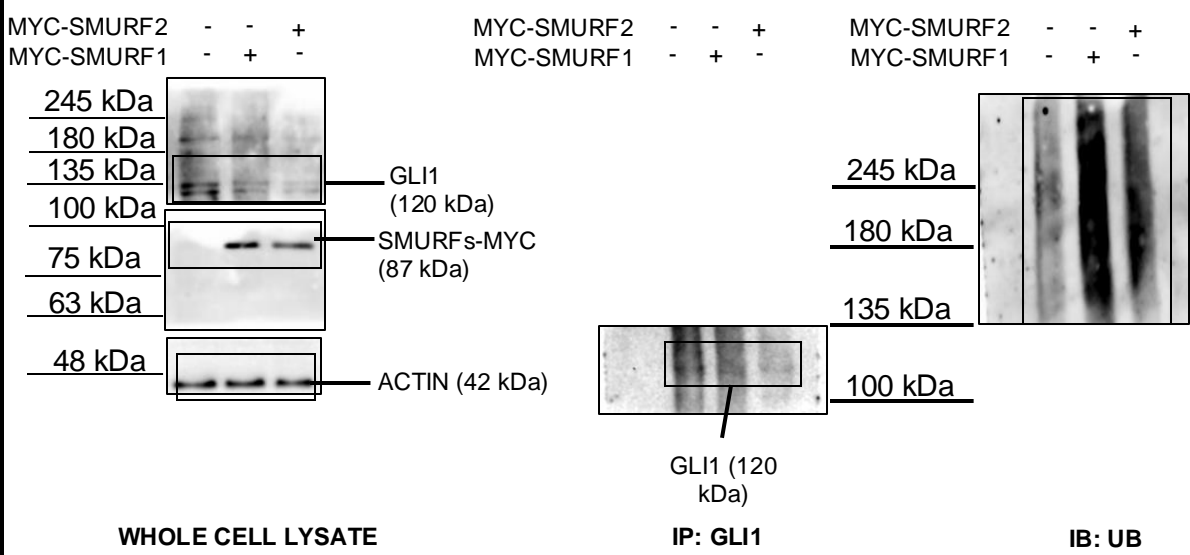 MYC-SMURF2 - - +
MYC-SMURF1 - + -
245 kDa
180 kDa
135 kDa
100 kDa
75 kDa
63 kDa
48 kDa
GLI1
(120 kDa)
SMURFs-MYC
(87 kDa)
ACTIN (42 kDa)
WHOLE CELL LYSATE
MYC-SMURF2 - - +
MYC-SMURF1 - + -
GLI1 (120
kDa)
IP: GLI1
MYC-SMURF2 - - +
MYC-SMURF1 - + -
245 kDa
180 kDa
135 kDa
100 kDa
IB: UB